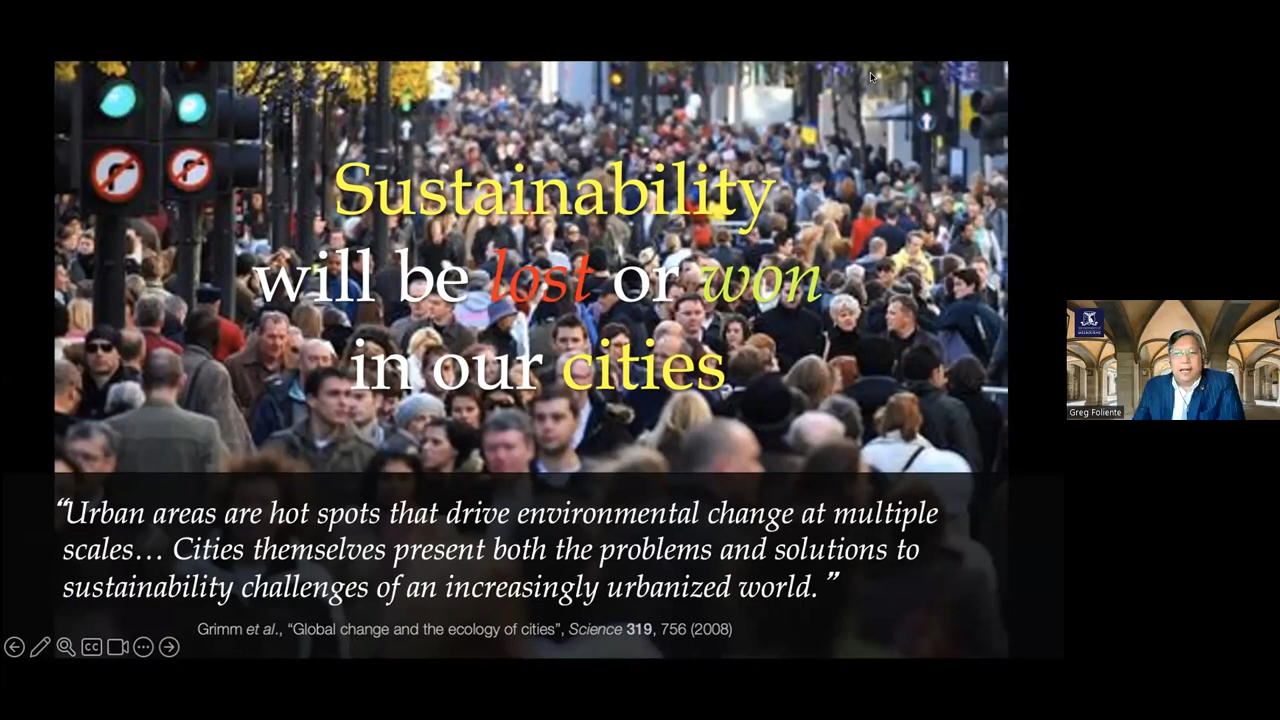 Sustainability
will be lost or won
in our cities
“Urban areas are hot spots that drive environmental change at multiple
scales… Cities themselves present both the problems and solutions to
sustainability challenges of an increasingly urbanized world.”
Grimm et al., “Global change and the ecology of cities”, Science 319, 756 (2008)
CC
MELBOURNE
Greg Foliente